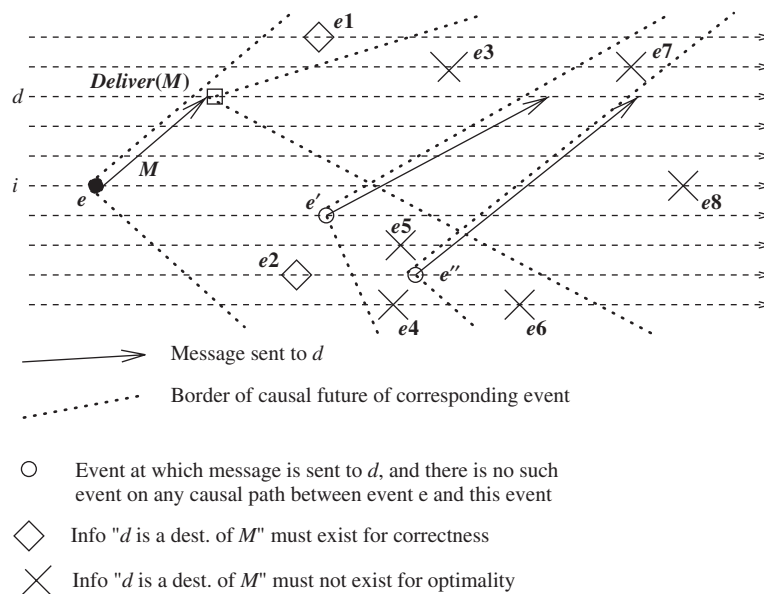 e1
e3
e7
Deliver(M)
d
M
i
e
e8
e′
e5
e2
e′′
e4
e6
Message sent to d
Border of causal future of corresponding event
Event at which message is sent to d, and there is no such
event on any causal path between event e and this event
Info "d is a dest. of M" must exist for correctness
Info "d is a dest. of M" must not exist for optimality